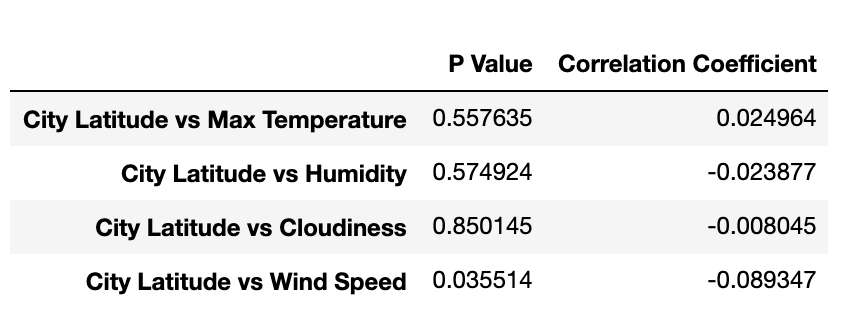 P Value Correlation Coefficient
City Latitude vs Max Temperature 0.557635 0.024964
City Latitude vs Humidity 0.574924 -0.023877
City Latitude vs Cloudiness 0.850145 -0.008045
City Latitude vs Wind Speed 0.035514 -0.089347